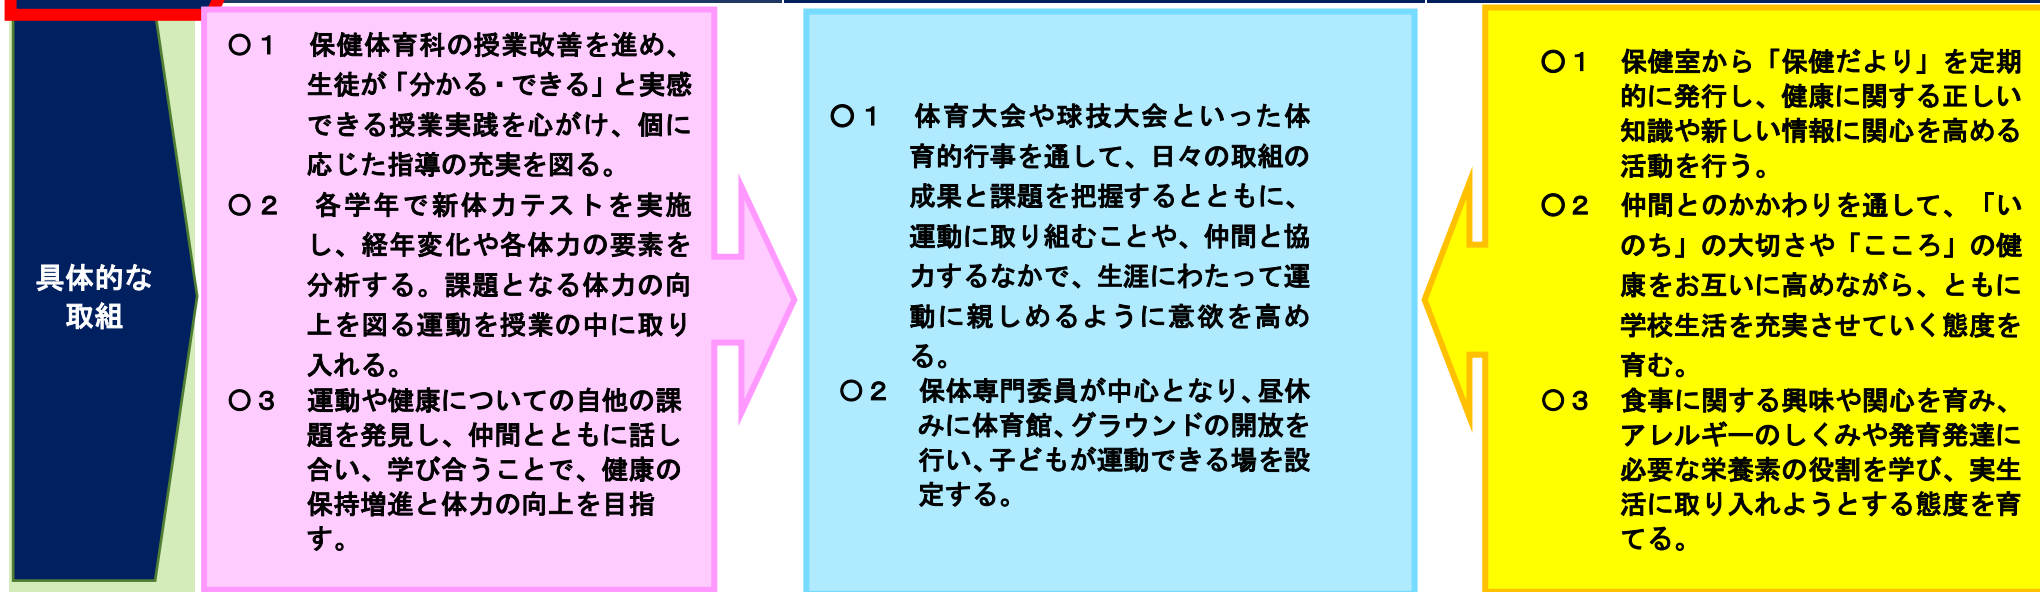 具体的な
取組
〇１　保健体育科の授業改善を進め、
生徒が「分かる・できる」と実感
できる授業実践を心がけ、個に
応じた指導の充実を図る。
〇２　各学年で新体力テストを実施
し、経年変化や各体力の要素を
分析する。課題となる体力の向
上を図る運動を授業の中に取り
入れる。
〇３　運動や健康についての自他の課
題を発見し、仲間とともに話し
合い、学び合うことで、健康の
保持増進と体力の向上を目指
す。
〇１　体育大会や球技大会といった体
育的行事を通して、日々の取組の
成果と課題を把握するとともに、
運動に取り組むことや、仲間と協
力するなかで、生涯にわたって運
動に親しめるように意欲を高め
る。
〇２　保体専門委員が中心となり、昼休
みに体育館、グラウンドの開放を
行い、子どもが運動できる場を設
定する。
〇１　保健室から「保健だより」を定期
的に発行し、健康に関する正しい
知識や新しい情報に関心を高める
活動を行う。
〇２　仲間とのかかわりを通して、「い
のち」の大切さや「こころ」の健
康をお互いに高めながら、ともに
学校生活を充実させていく態度を
育む。
〇３　食事に関する興味や関心を育み、
アレルギーのしくみや発育発達に
必要な栄養素の役割を学び、実生
活に取り入れようとする態度を育
てる。